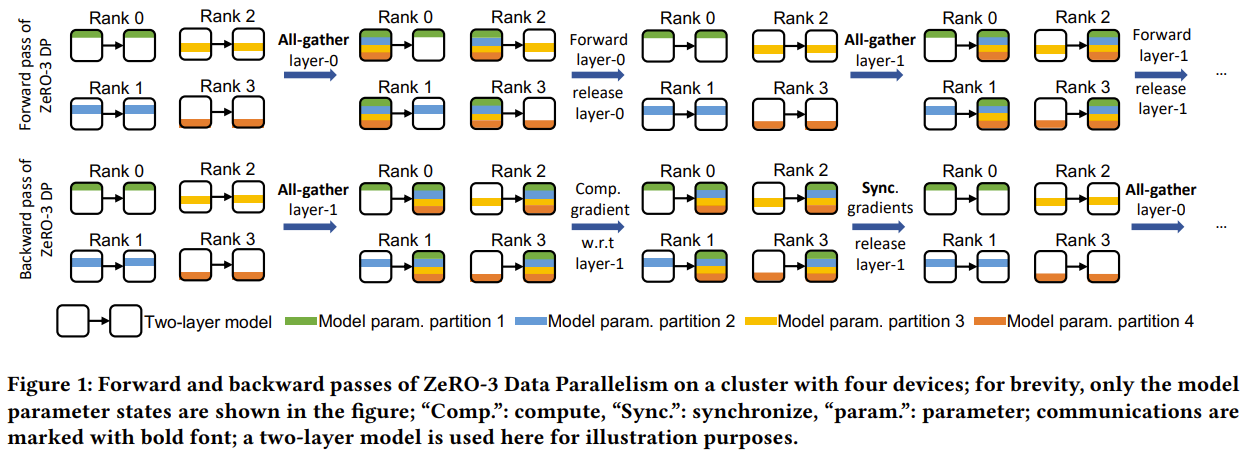 Forward pass of
ZeRO-3 DP
Rank 0
Rank 2
Rank 1
Rank 3
All-gather
layer-0
Rank 0
Rank 2
Rank 1
Rank 3
Forward
layer-0
release
layer-0
Rank 0
Rank 2
Rank 1
Rank 3
All-gather
layer-1
Rank 0
Rank 2
Rank 1
Rank 3
Forward
layer-1
release
layer-1
...
Backward pass of
ZeRO-3 DP
Rank 0
Rank 2
Rank 1
Rank 3
All-gather
layer-1
Rank 0
Rank 2
Rank 1
Rank 3
Comp.
gradient
w.r.t
layer-1
Rank 0
Rank 2
Rank 1
Rank 3
Sync.
gradients
release
layer-1
Rank 0
Rank 2
Rank 1
Rank 3
All-gather
layer-0
...
Two-layer model
Model param. partition 1
Model param. partition 2
Model param. partition 3
Model param. partition 4
Figure 1: Forward and backward passes of ZeRO-3 Data Parallelism on a cluster with four devices; for brevity, only the model
parameter states are shown in the figure; “Comp.”: compute, “Sync.”: synchronize, “param.”: parameter; communications are
marked with bold font; a two-layer model is used here for illustration purposes.